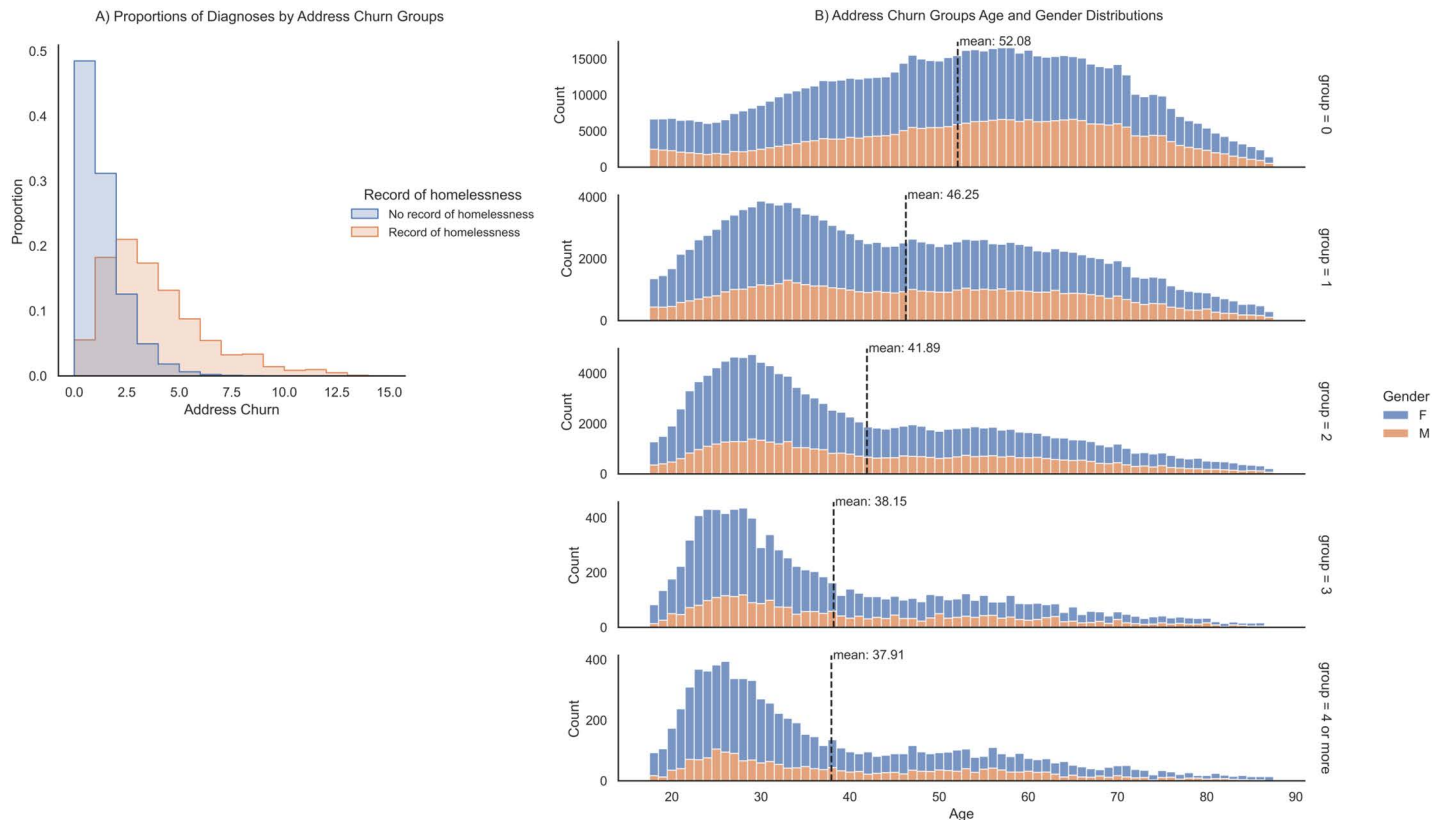 A) Proportions of Diagnoses by Address Churn Groups
0.5
0.4
0.3
0.2
0.1
0.0
Proportion
0.0 2.5 5.0 7.5 10.0 12.5 15.0
Address Churn
Record of homelessness
No record of homelessness
Record of homelessness
B) Address Churn Groups Age and Gender Distributions
mean: 52.08
15000
10000
5000
0
Count
group = 0
mean: 46.25
4000
2000
0
Count
group = 1
mean: 41.89
4000
2000
0
Count
group = 2
mean: 38.15
400
200
0
Count
group = 3
mean: 37.91
400
200
0
Count
group = 4 or more
20 30 40 50 60 70 80 90
Age
Gender
F
M